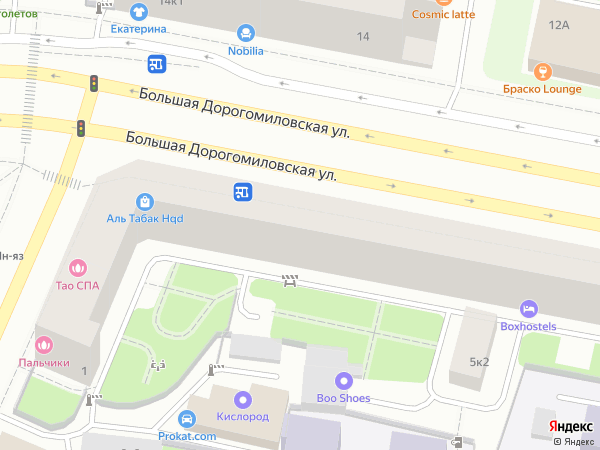 14к1
Cosmic latte
Екатерина
Nobilia
14
12А
Браско Lounge
Большая Дорогомиловская ул.
Большая Дорогомиловская ул.
Аль Табак Hqd
Тао СПА
Boxhostels
Пальчики
1
5к2
Boo Shoes
Кислород
Prokat.com
Яндекс
© Яндекс